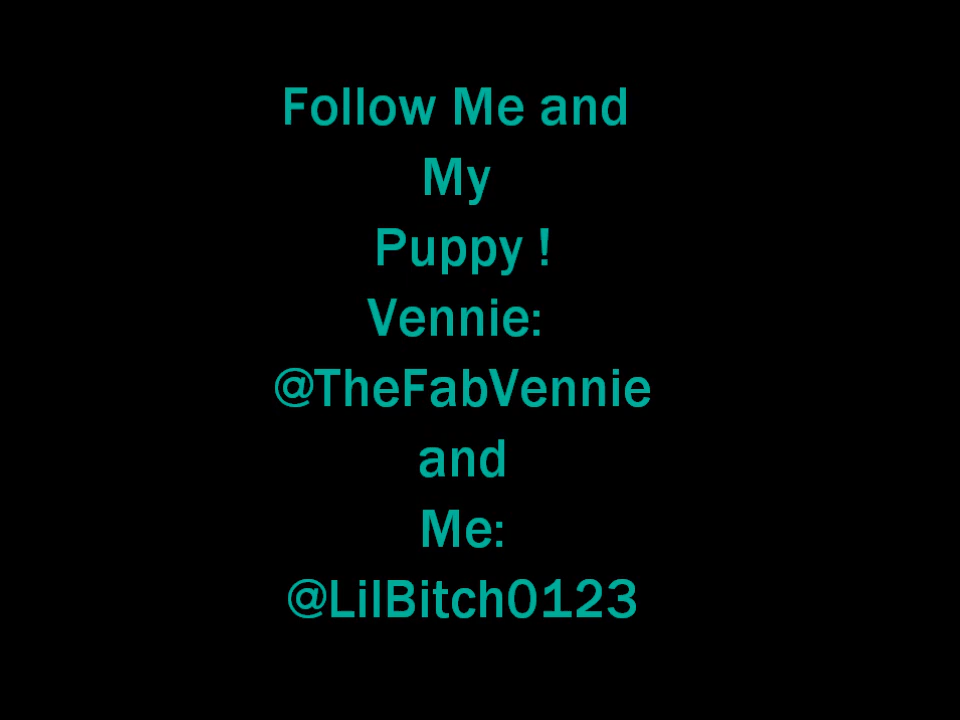 Follow Me and
My
Puppy !
Vennie:
@TheFabVennie
and
Me:
@LilBitch0123